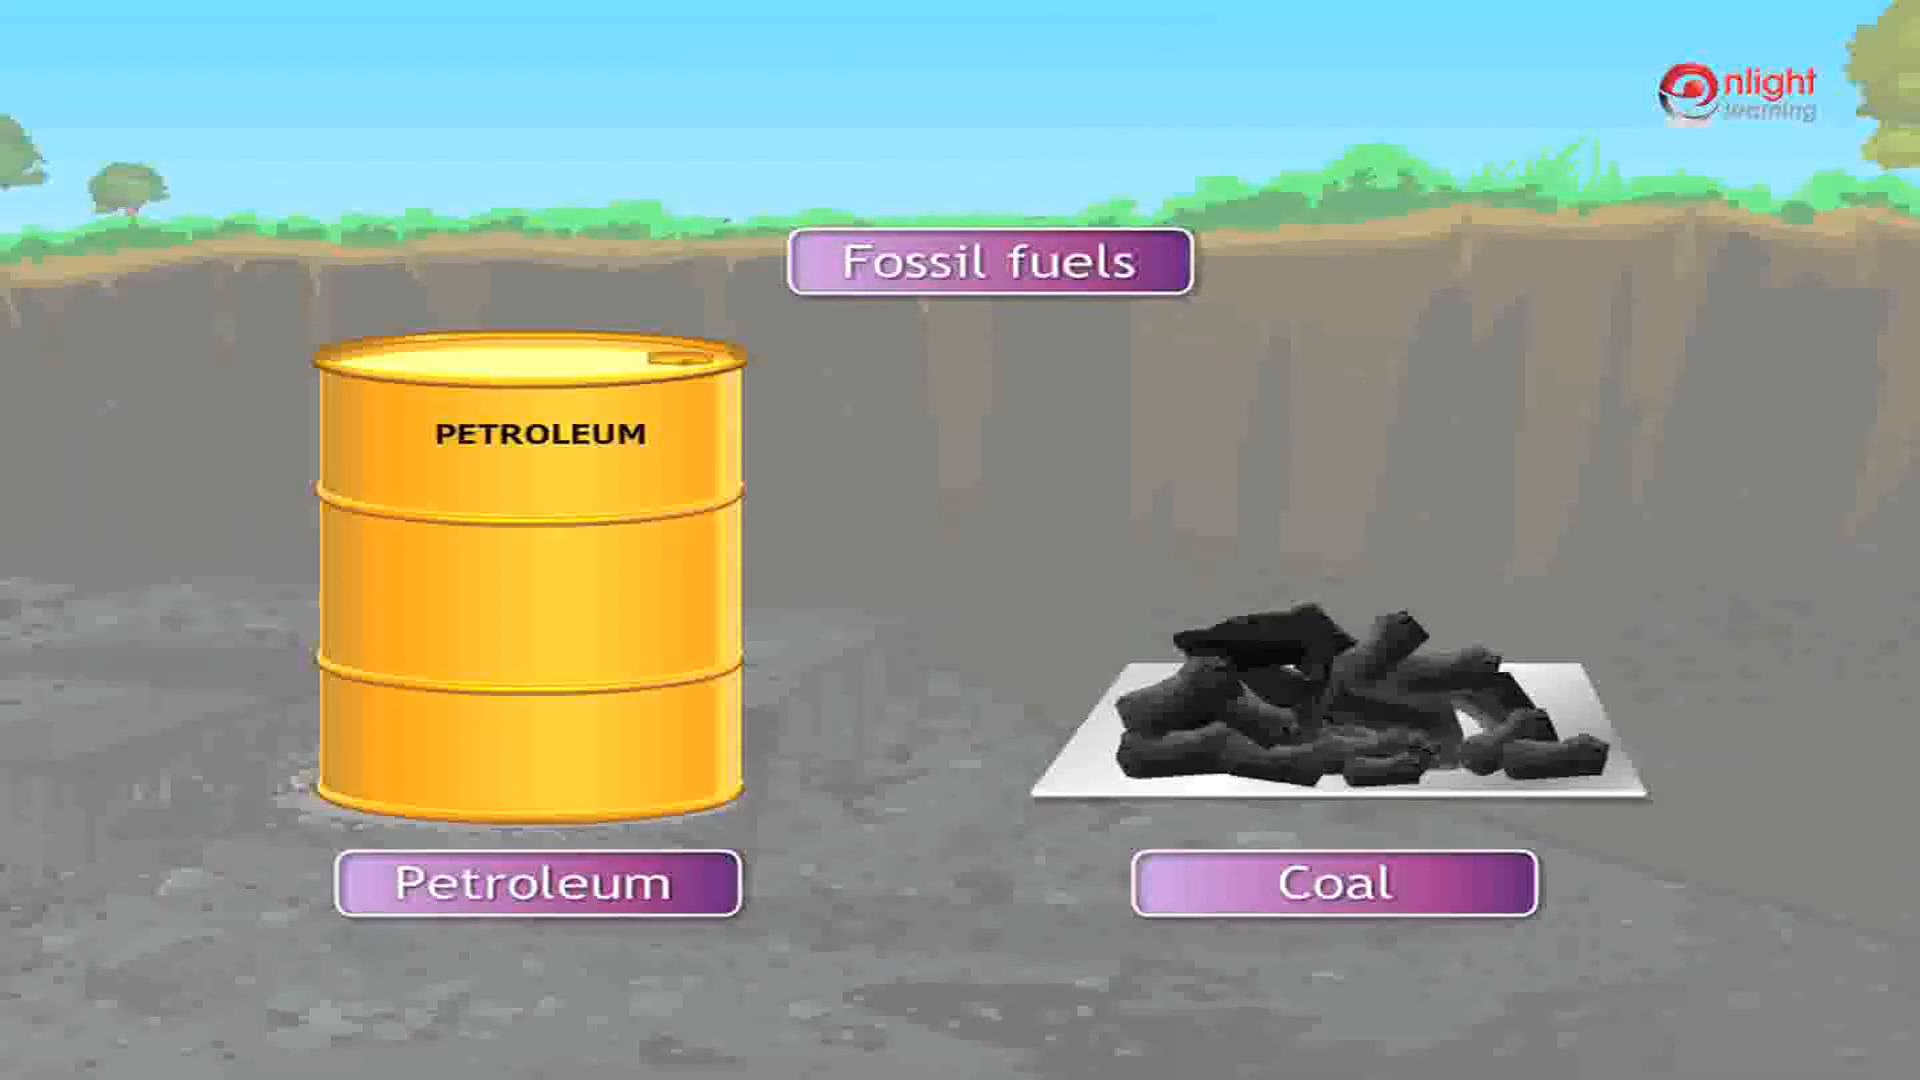 nlight
learning
Fossil fuels
PETROLEUM
Petroleum
Coal